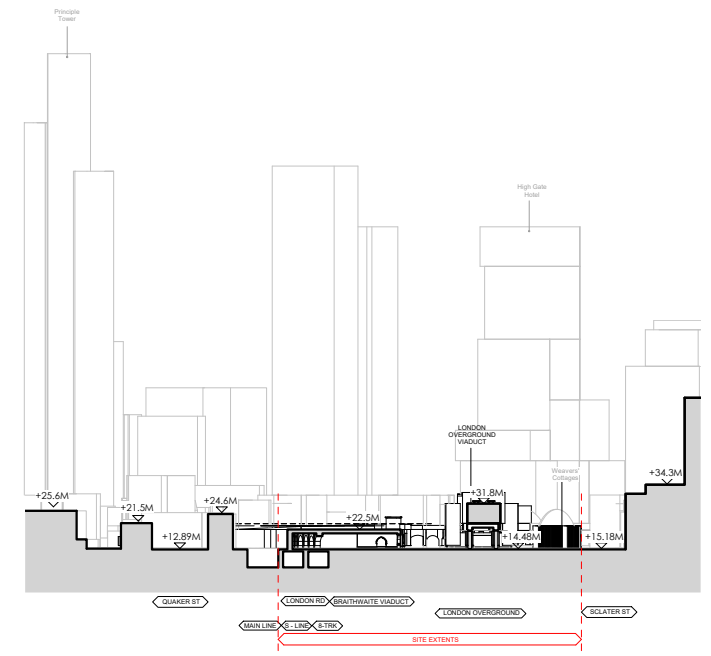 Principle
Tower
High Gate
Hotel
LONDON
OVERGROUND
VIADUCT
Weavers'
Cottages
+34.3M
+25.6M
+31.8M
+24.6M
+21.5M
+22.5M
+12.89M
+14.48M
+15.18M
QUAKER ST
LONDON RD
BRAITHWAITE VIADUCT
LONDON OVERGROUND
SCLATER ST
MAIN LINE
S - LINE
8-TRK
SITE EXTENTS